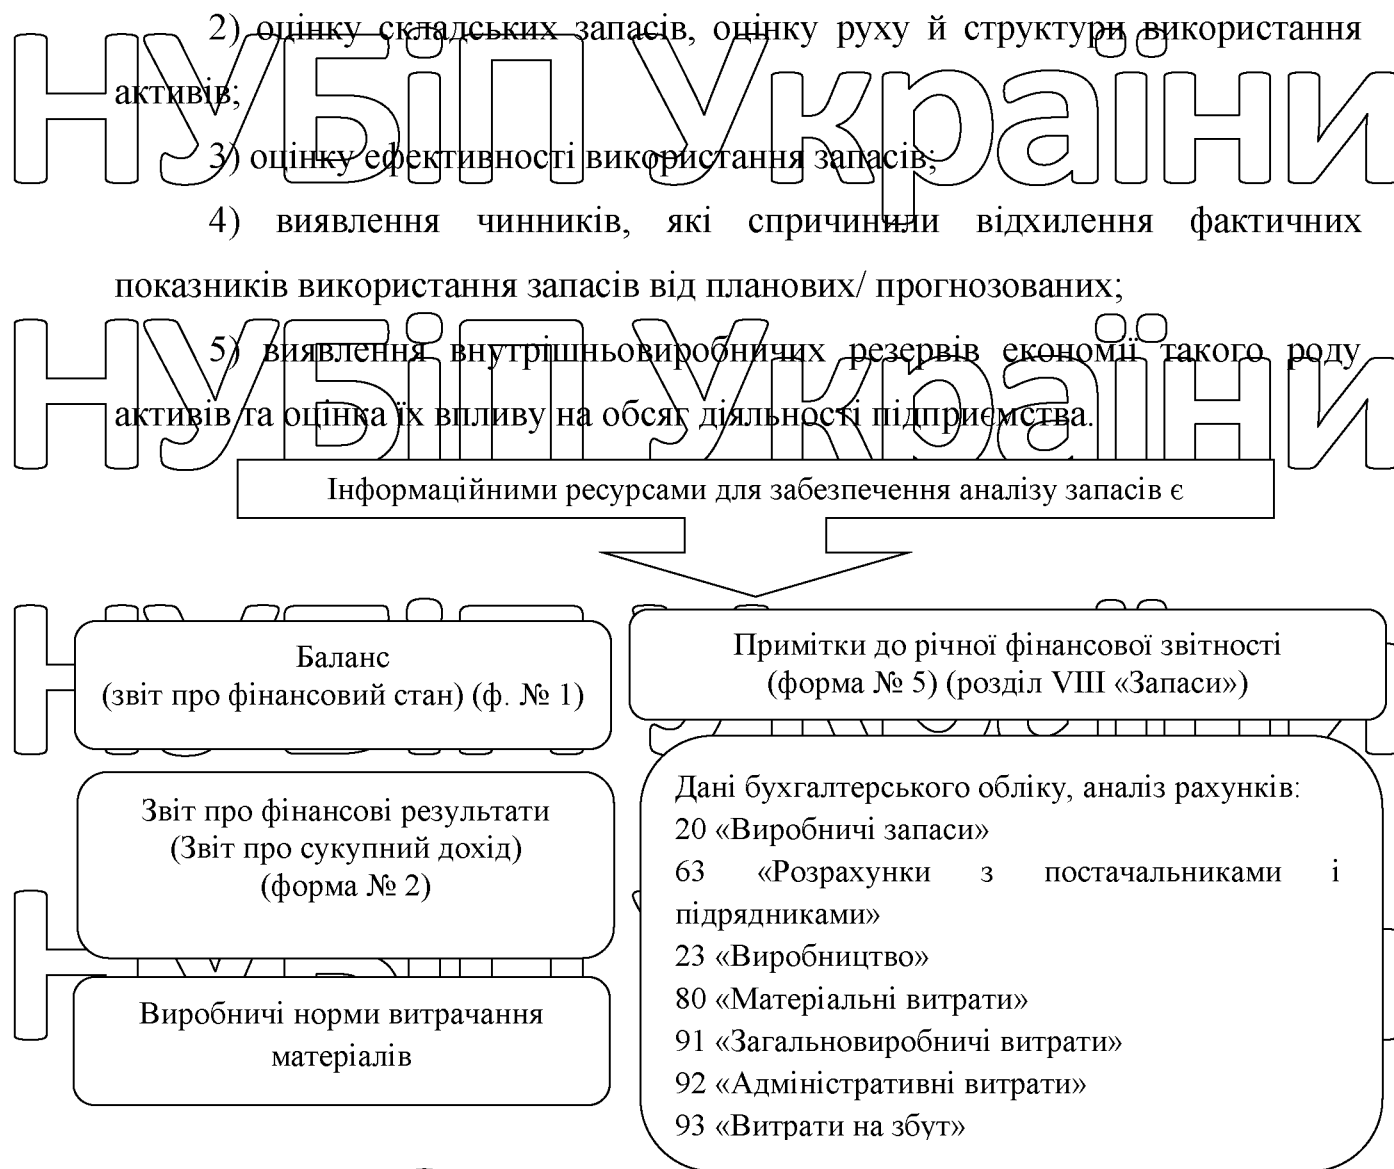 2) оцінку складських запасів, оцінку руху й структури використання
активів;
3) оцінку ефективності використання запасів;
4) виявлення чинників, які спричинили відхилення фактичних
показників використання запасів від планових/ прогнозованих;
5) виявлення внутрішньовиробничих резервів економії такого роду
активів та оцінка їх впливу на обсяг діяльності підприємства.
НУБіП України
НУБіП України
Інформаційними ресурсами для забезпечення аналізу запасів є
Баланс
(звіт про фінансовий стан) (ф. № 1)
Звіт про фінансові результати
(Звіт про сукупний дохід)
(форма № 2)
Виробничі норми витрачання
матеріалів
Примітки до річної фінансової звітності
(форма № 5) (розділ VIII «Запаси»)
Дані бухгалтерського обліку, аналіз рахунків:
20 «Виробничі запаси»
63 «Розрахунки з постачальниками і
підрядниками»
23 «Виробництво»
80 «Матеріальні витрати»
91 «Загальновиробничі витрати»
92 «Адміністративні витрати»
93 «Витрати на збут»